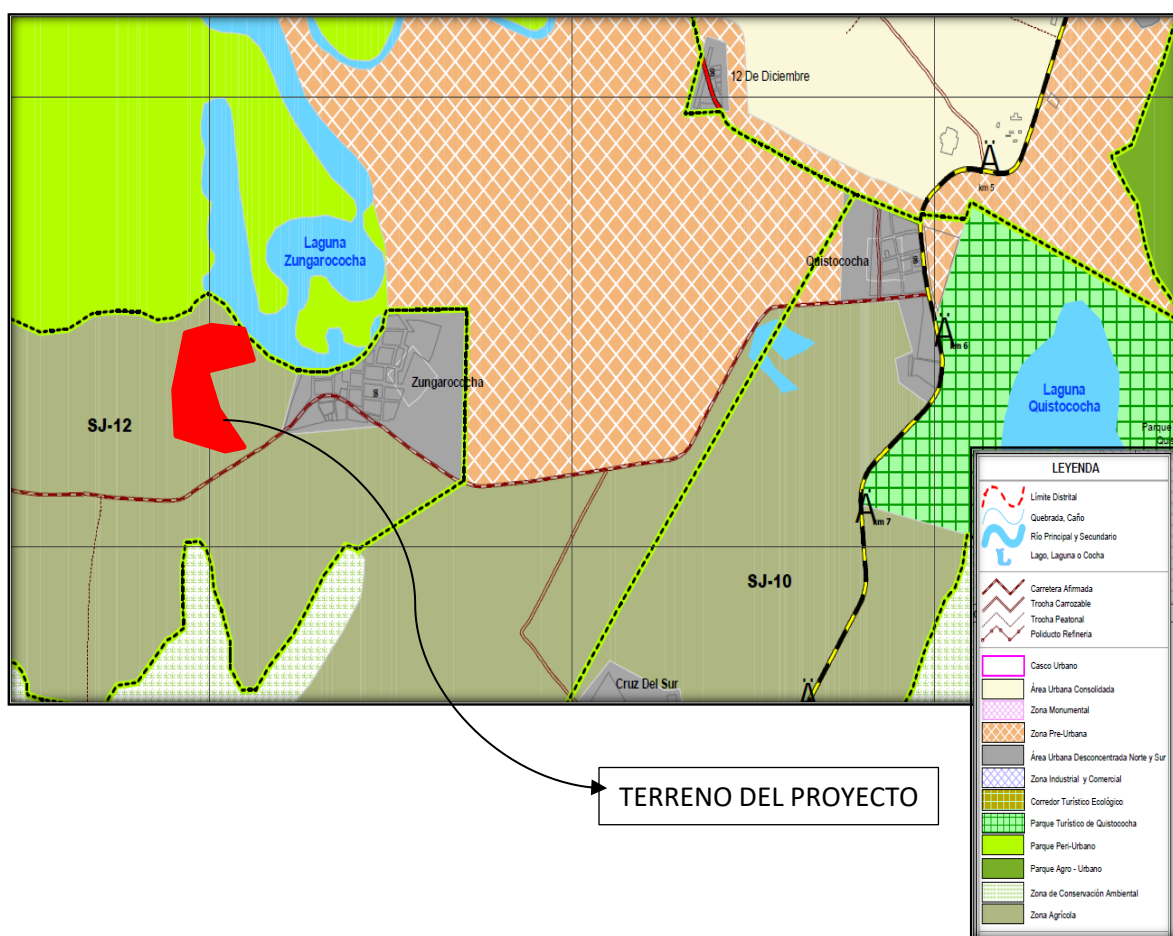 12 De Diciembre
Ä
km 5
Laguna
Zungarococha
Quistococha
Ä
km 6
Zungarococha
SJ-12
Laguna
Quistococha
Parque
Ä
km 7
SJ-10
Cruz Del Sur
Ä
LEYENDA
Límite Distrital
Quebrada, Caño
Río Principal y Secundario
Lago, Laguna o Cocha
Carretera Afirmada
Trocha Carrozable
Trocha Peatonal
Poliducto Refineria
Casco Urbano
Área Urbana Consolidada
Zona Monumental
Zona Pre-Urbana
Área Urbana Desconcentrada Norte y Sur
Zona Industrial y Comercial
Corredor Turístico Ecológico
Parque Turístico de Quistococha
Parque Peri-Urbano
Parque Agro - Urbano
Zona de Conservación Ambiental
Zona Agrícola
TERRENO DEL PROYECTO